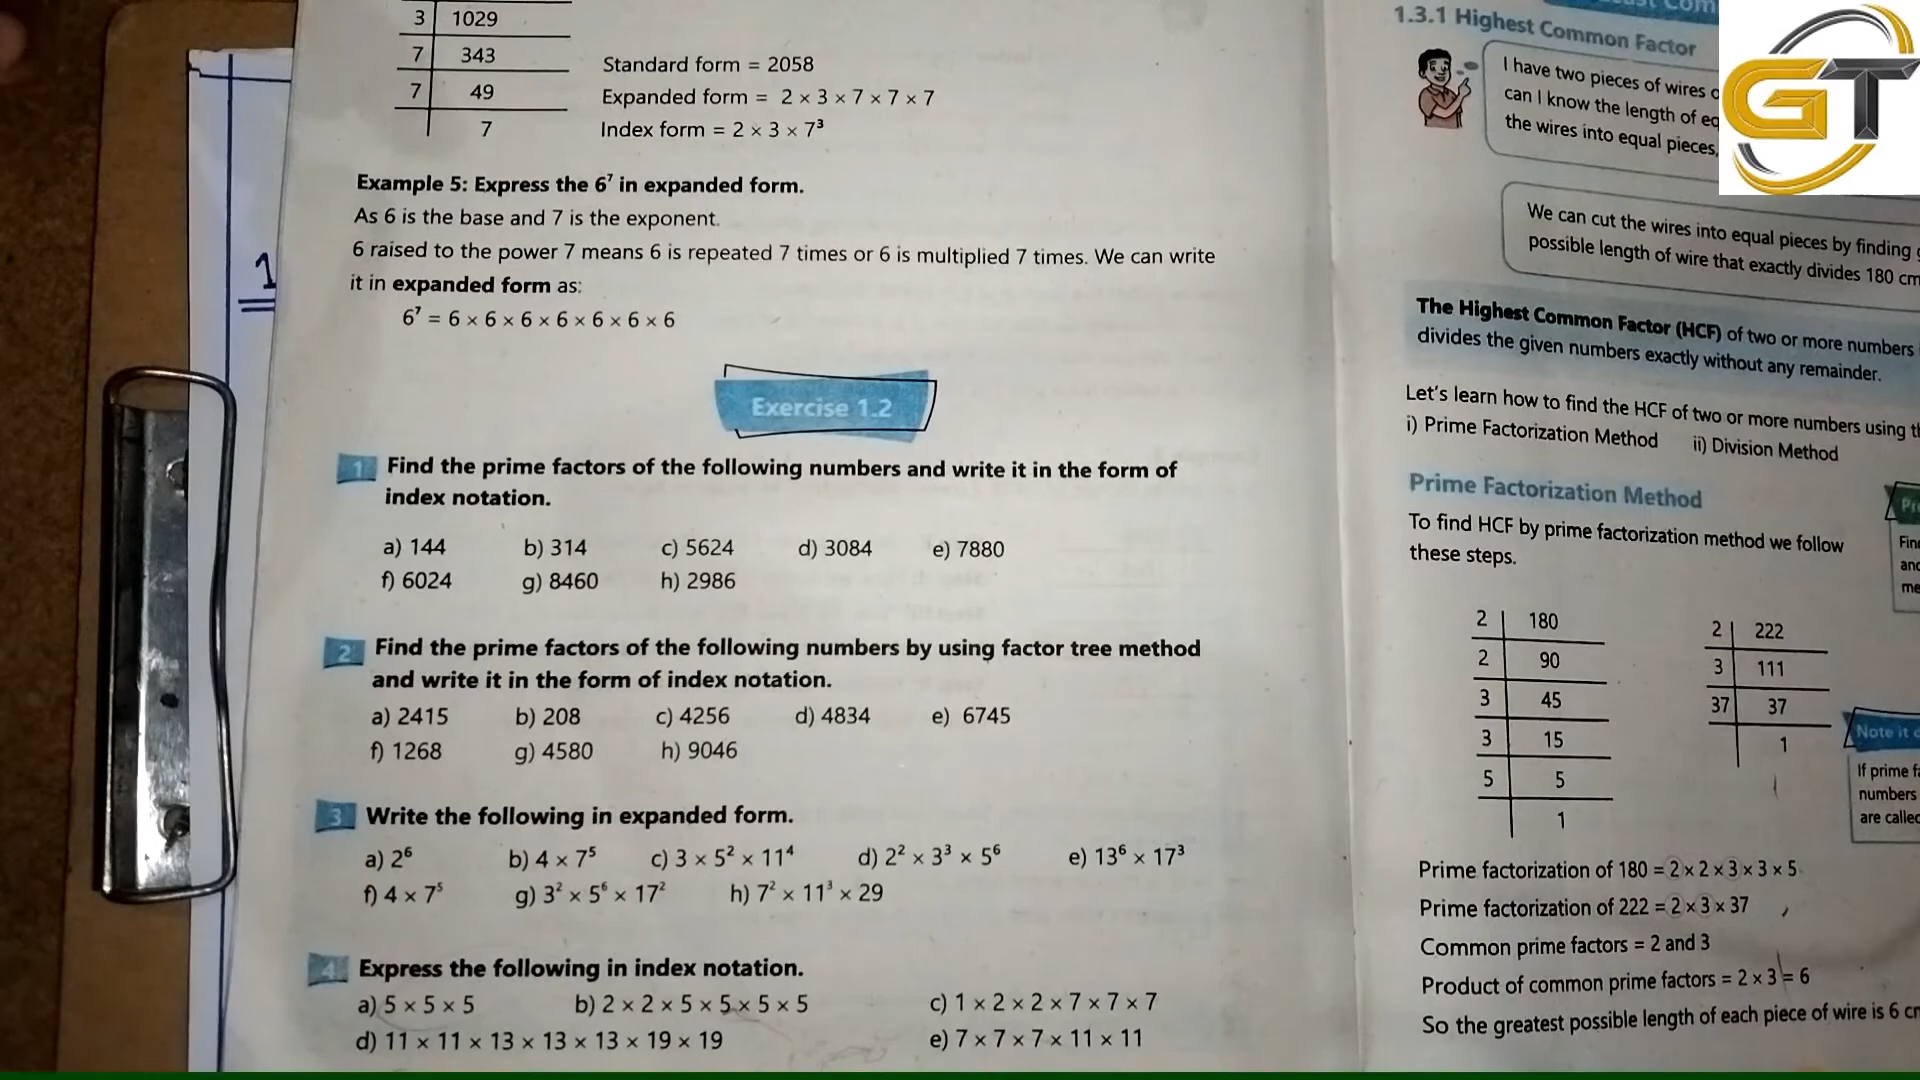 3 1029
7 343
7 49
7
Standard form = 2058
Expanded form = 2 × 3 × 7 × 7 × 7
Index form = 2 × 3 × 7³
Example 5: Express the 6⁷ in expanded form.
As 6 is the base and 7 is the exponent.
6 raised to the power 7 means 6 is repeated 7 times or 6 is multiplied 7 times. We can write
it in expanded form as:
6⁷ = 6 × 6 × 6 × 6 × 6 × 6 × 6
1
Exercise 1.2
1 Find the prime factors of the following numbers and write it in the form of
index notation.
a) 144 b) 314 c) 5624 d) 3084 e) 7880
f) 6024 g) 8460 h) 2986
2 Find the prime factors of the following numbers by using factor tree method
and write it in the form of index notation.
a) 2415 b) 208 c) 4256 d) 4834 e) 6745
f) 1268 g) 4580 h) 9046
3 Write the following in expanded form.
a) 2⁶ b) 4 × 7⁵ c) 3 × 5² × 11⁴ d) 2² × 3³ × 5⁶ e) 13⁶ × 17³
f) 4 × 7⁵ g) 3² × 5⁶ × 17² h) 7² × 11³ × 29
4 Express the following in index notation.
a) 5 × 5 × 5 b) 2 × 2 × 5 × 5 × 5 × 5 c) 1 × 2 × 2 × 7 × 7 × 7
d) 11 × 11 × 13 × 13 × 13 × 19 × 19 e) 7 × 7 × 7 × 11 × 11
1.3.1 Highest Common Factor
GT
I have two pieces of wires
can I know the length of
the wires into equal pieces,
We can cut the wires into equal pieces by finding
possible length of wire that exactly divides 180 cm
The Highest Common Factor (HCF) of two or more numbers
divides the given numbers exactly without any remainder.
Let's learn how to find the HCF of two or more numbers using
i) Prime Factorization Method ii) Division Method
Prime Factorization Method
To find HCF by prime factorization method we follow
these steps.
2 180
2 90
3 45
3 15
5 5
1
2 222
3 111
37 37
1
Note it
If prime
numbers
are called
Prime factorization of 180 = 2 × 2 × 3 × 3 × 5
Prime factorization of 222 = 2 × 3 × 37
Common prime factors = 2 and 3
Product of common prime factors = 2 × 3 = 6
So the greatest possible length of each piece of wire is 6